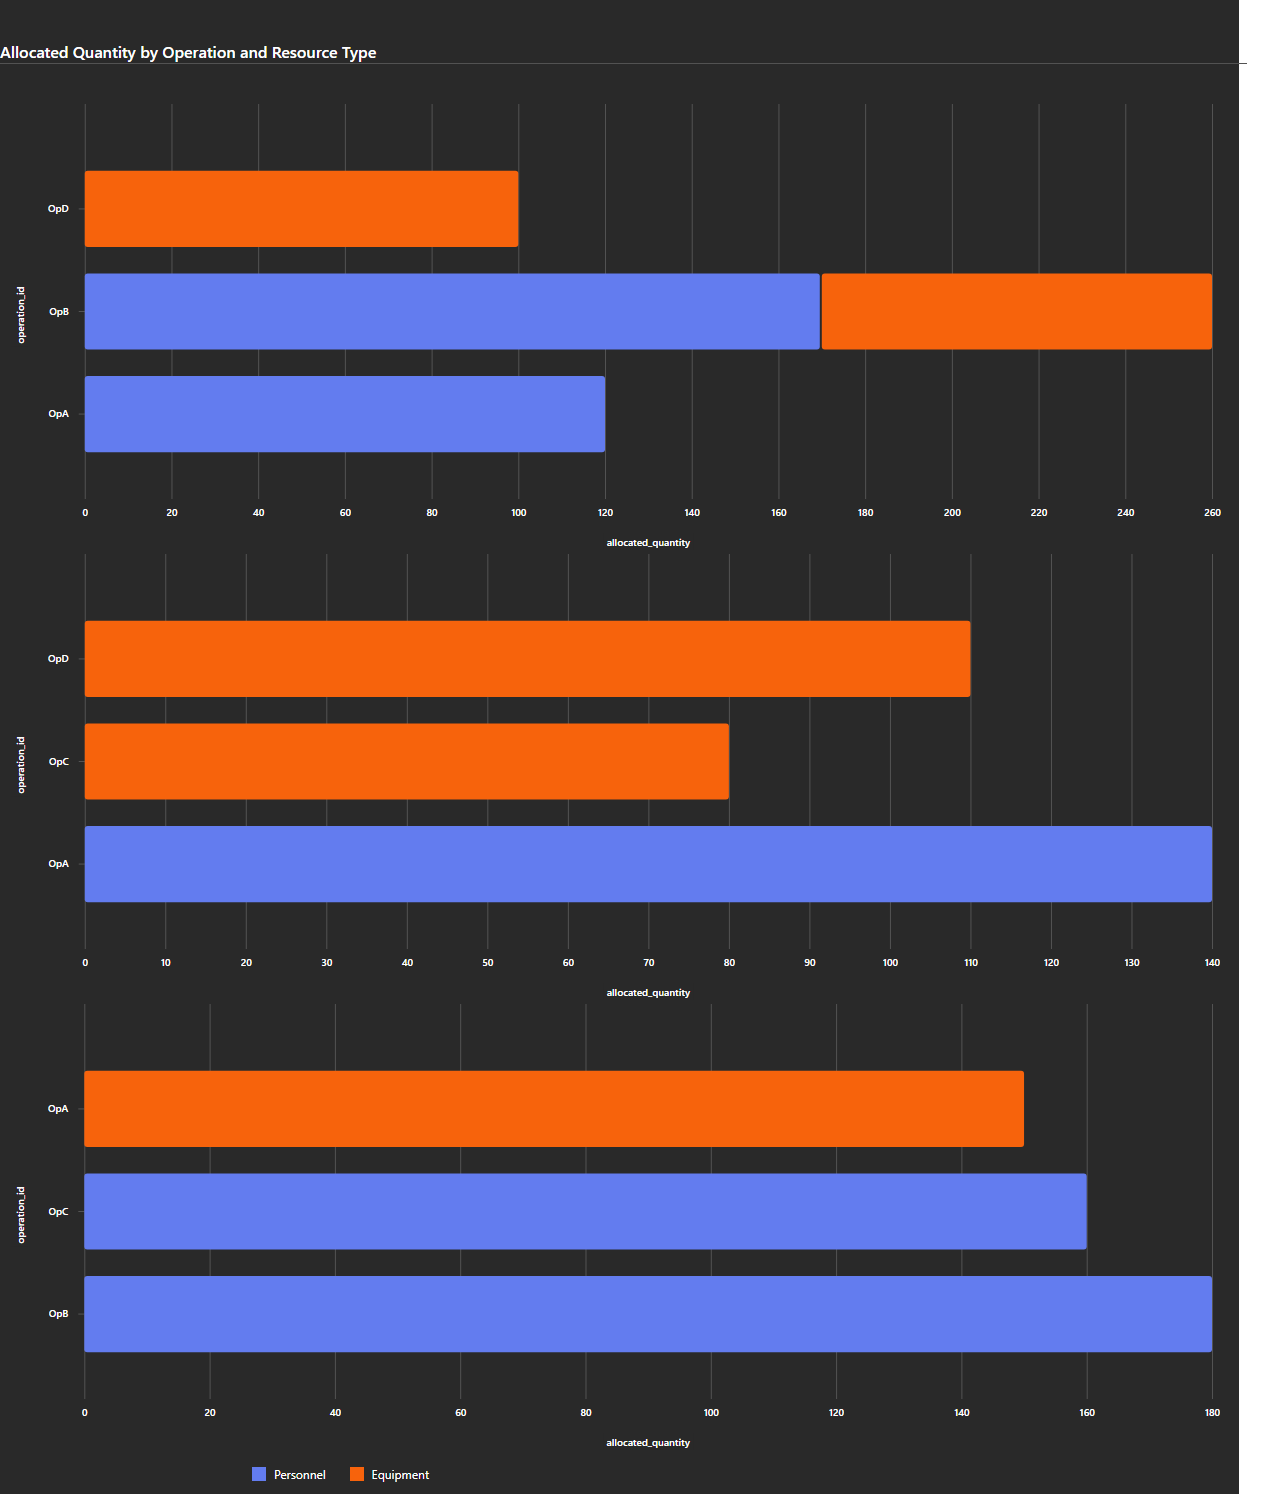 Allocated Quantity by Operation and Resource Type
operation_id
OpD
OpB
OpA
0 20 40 60 80 100 120 140 160 180 200 220 240 260
allocated_quantity
operation_id
OpD
OpC
OpA
0 10 20 30 40 50 60 70 80 90 100 110 120 130 140
allocated_quantity
operation_id
OpA
OpC
OpB
0 20 40 60 80 100 120 140 160 180
allocated_quantity
Personnel Equipment